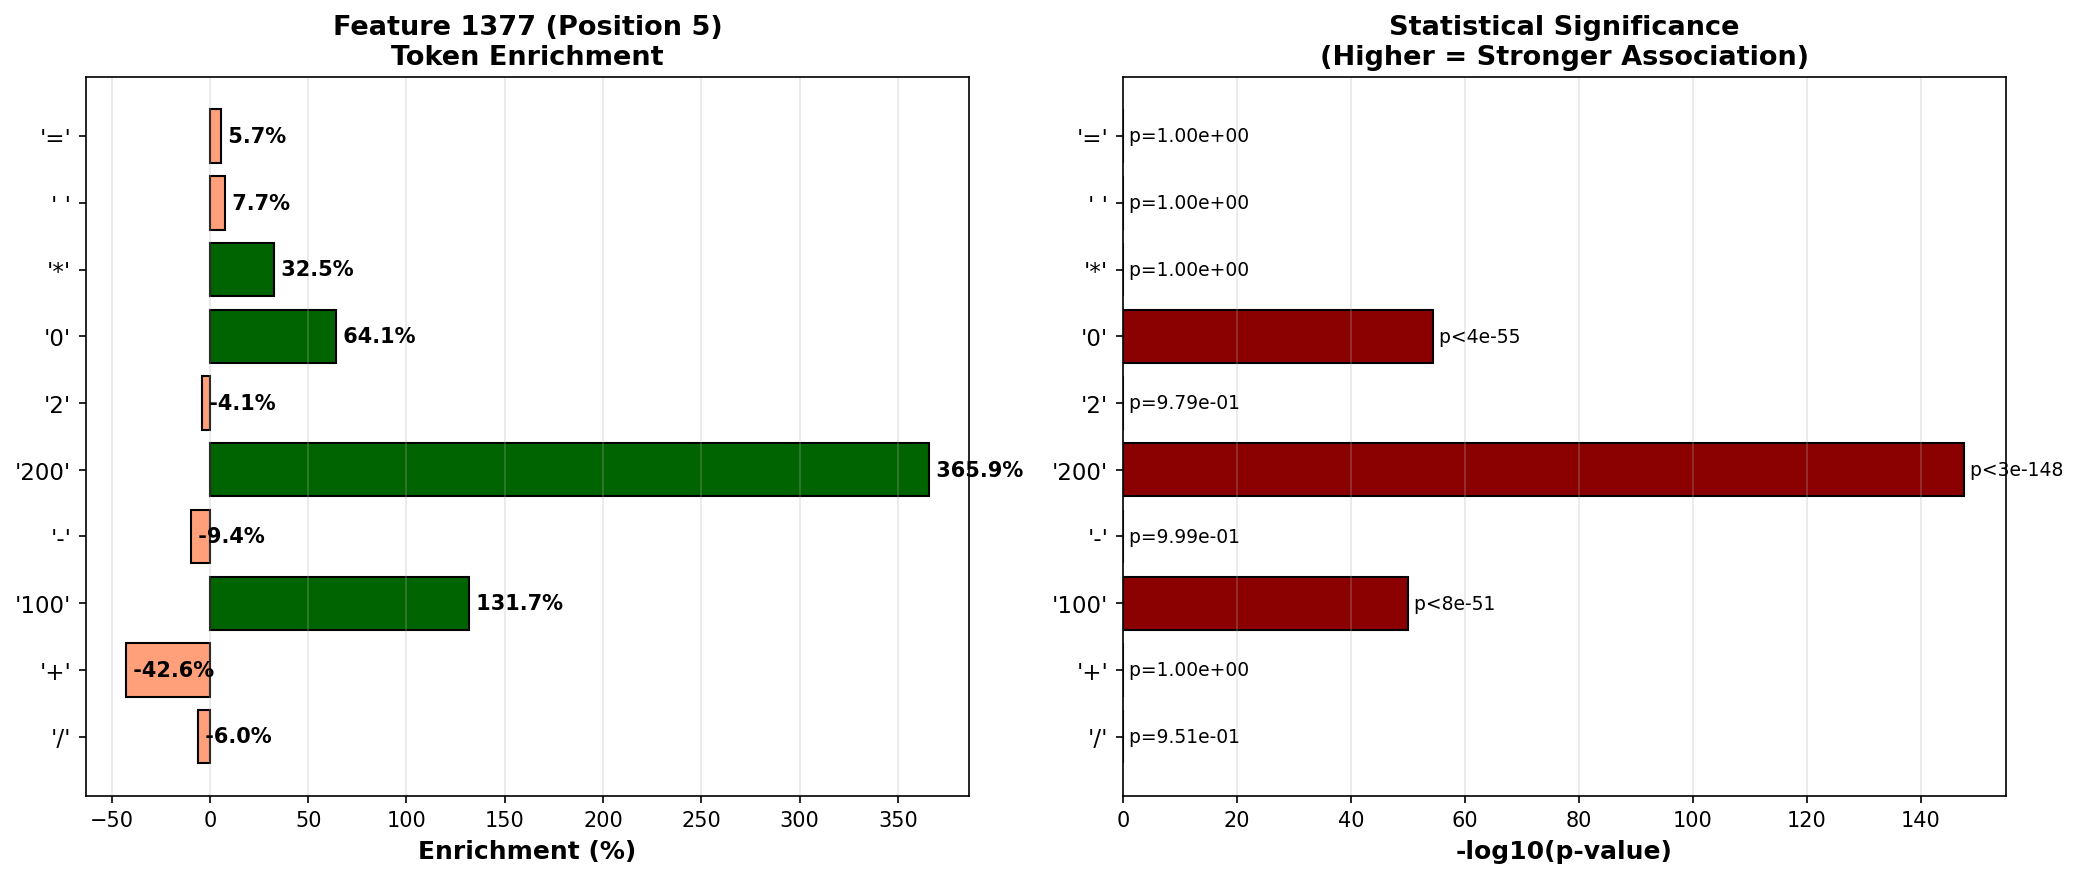 Feature 1377 (Position 5)
Token Enrichment
'='
' '
'*'
'0'
'2'
'200'
'-'
'100'
'+'
'/'
5.7%
7.7%
32.5%
64.1%
-4.1%
365.9%
-9.4%
131.7%
-42.6%
-6.0%
−50
0
50
100
150
200
250
300
350
Enrichment (%)
Statistical Significance
(Higher = Stronger Association)
'='
' '
'*'
'0'
'2'
'200'
'-'
'100'
'+'
'/'
p=1.00e+00
p=1.00e+00
p=1.00e+00
p<4e-55
p=9.79e-01
p<3e-148
p=9.99e-01
p<8e-51
p=1.00e+00
p=9.51e-01
0
20
40
60
80
100
120
140
-log10(p-value)